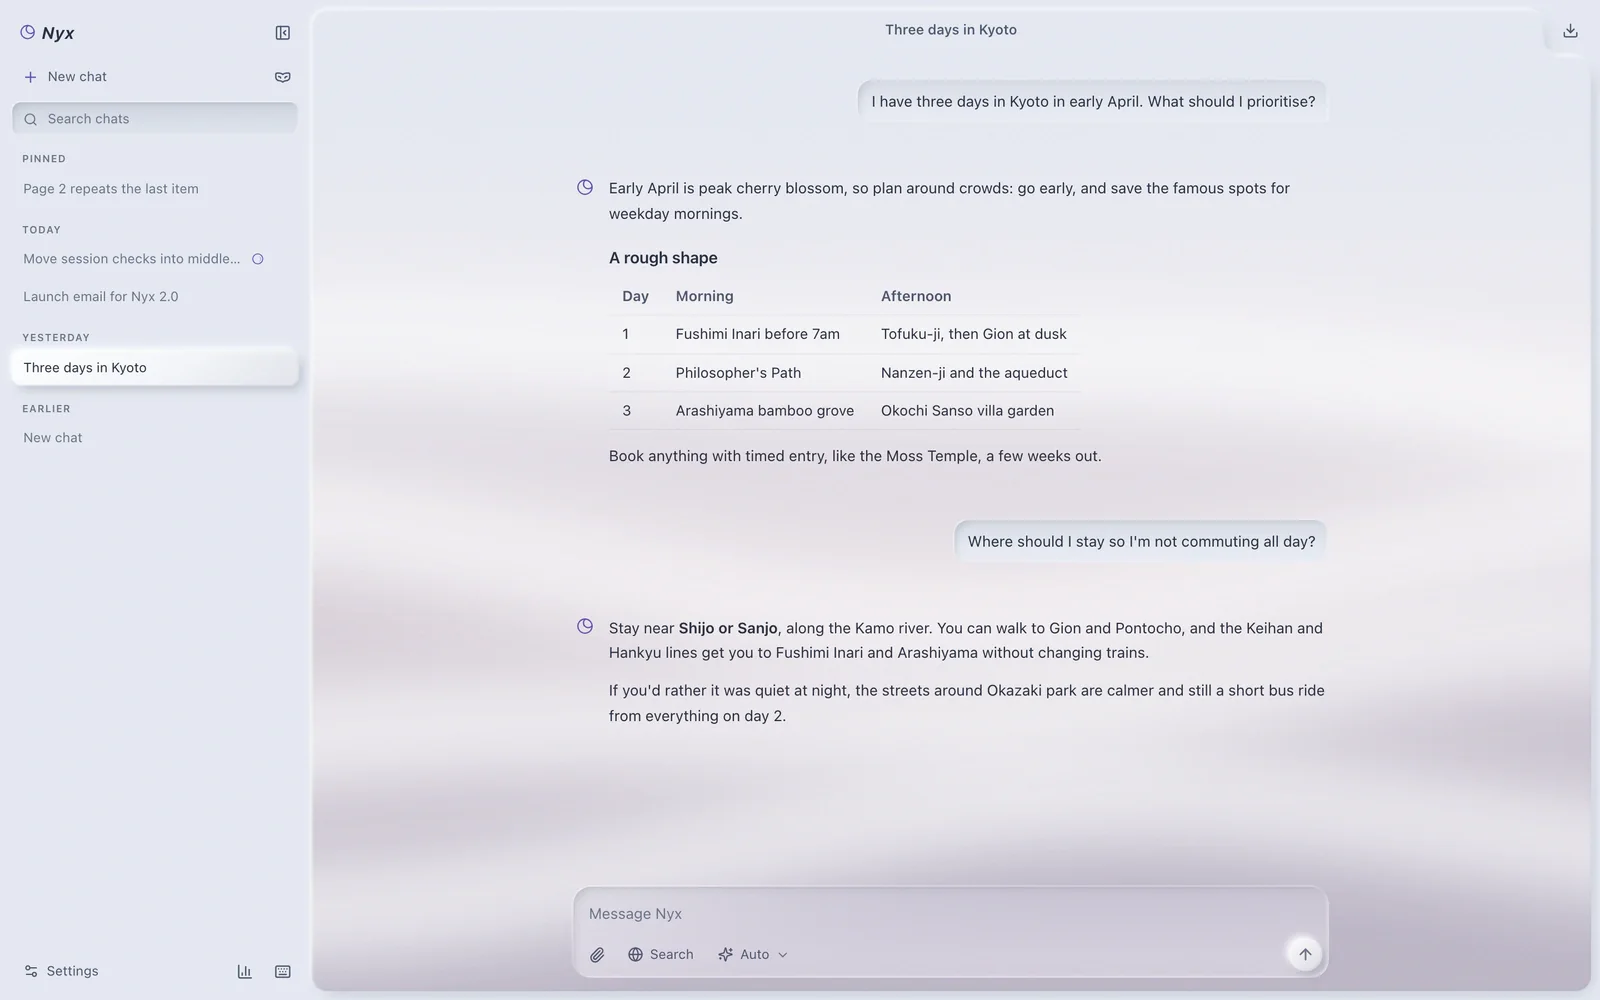 Nyx
New chat
Search chats
PINNED
Page 2 repeats the last item
TODAY
Move session checks into middle...
Launch email for Nyx 2.0
YESTERDAY
Three days in Kyoto
EARLIER
New chat
Settings
Three days in Kyoto
I have three days in Kyoto in early April. What should I prioritise?
Early April is peak cherry blossom, so plan around crowds: go early, and save the famous spots for
weekday mornings.
A rough shape
Day Morning Afternoon
1 Fushimi Inari before 7am Tofuku-ji, then Gion at dusk
2 Philosopher's Path Nanzen-ji and the aqueduct
3 Arashiyama bamboo grove Okochi Sanso villa garden
Book anything with timed entry, like the Moss Temple, a few weeks out.
Where should I stay so I'm not commuting all day?
Stay near Shijo or Sanjo, along the Kamo river. You can walk to Gion and Pontocho, and the Keihan and
Hankyu lines get you to Fushimi Inari and Arashiyama without changing trains.
If you'd rather it was quiet at night, the streets around Okazaki park are calmer and still a short bus ride
from everything on day 2.
Message Nyx
Search Auto